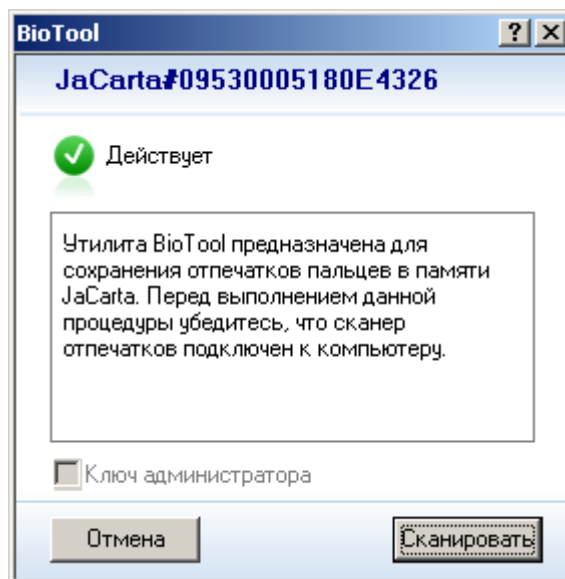 BioTool
JaCarta#09530005180E4326
Действует
Утилита BioTool предназначена для
сохранения отпечатков пальцев в памяти
JaCarta. Перед выполнением данной
процедуры убедитесь, что сканер
отпечатков подключен к компьютеру.
Ключ администратора
Отмена
Сканировать